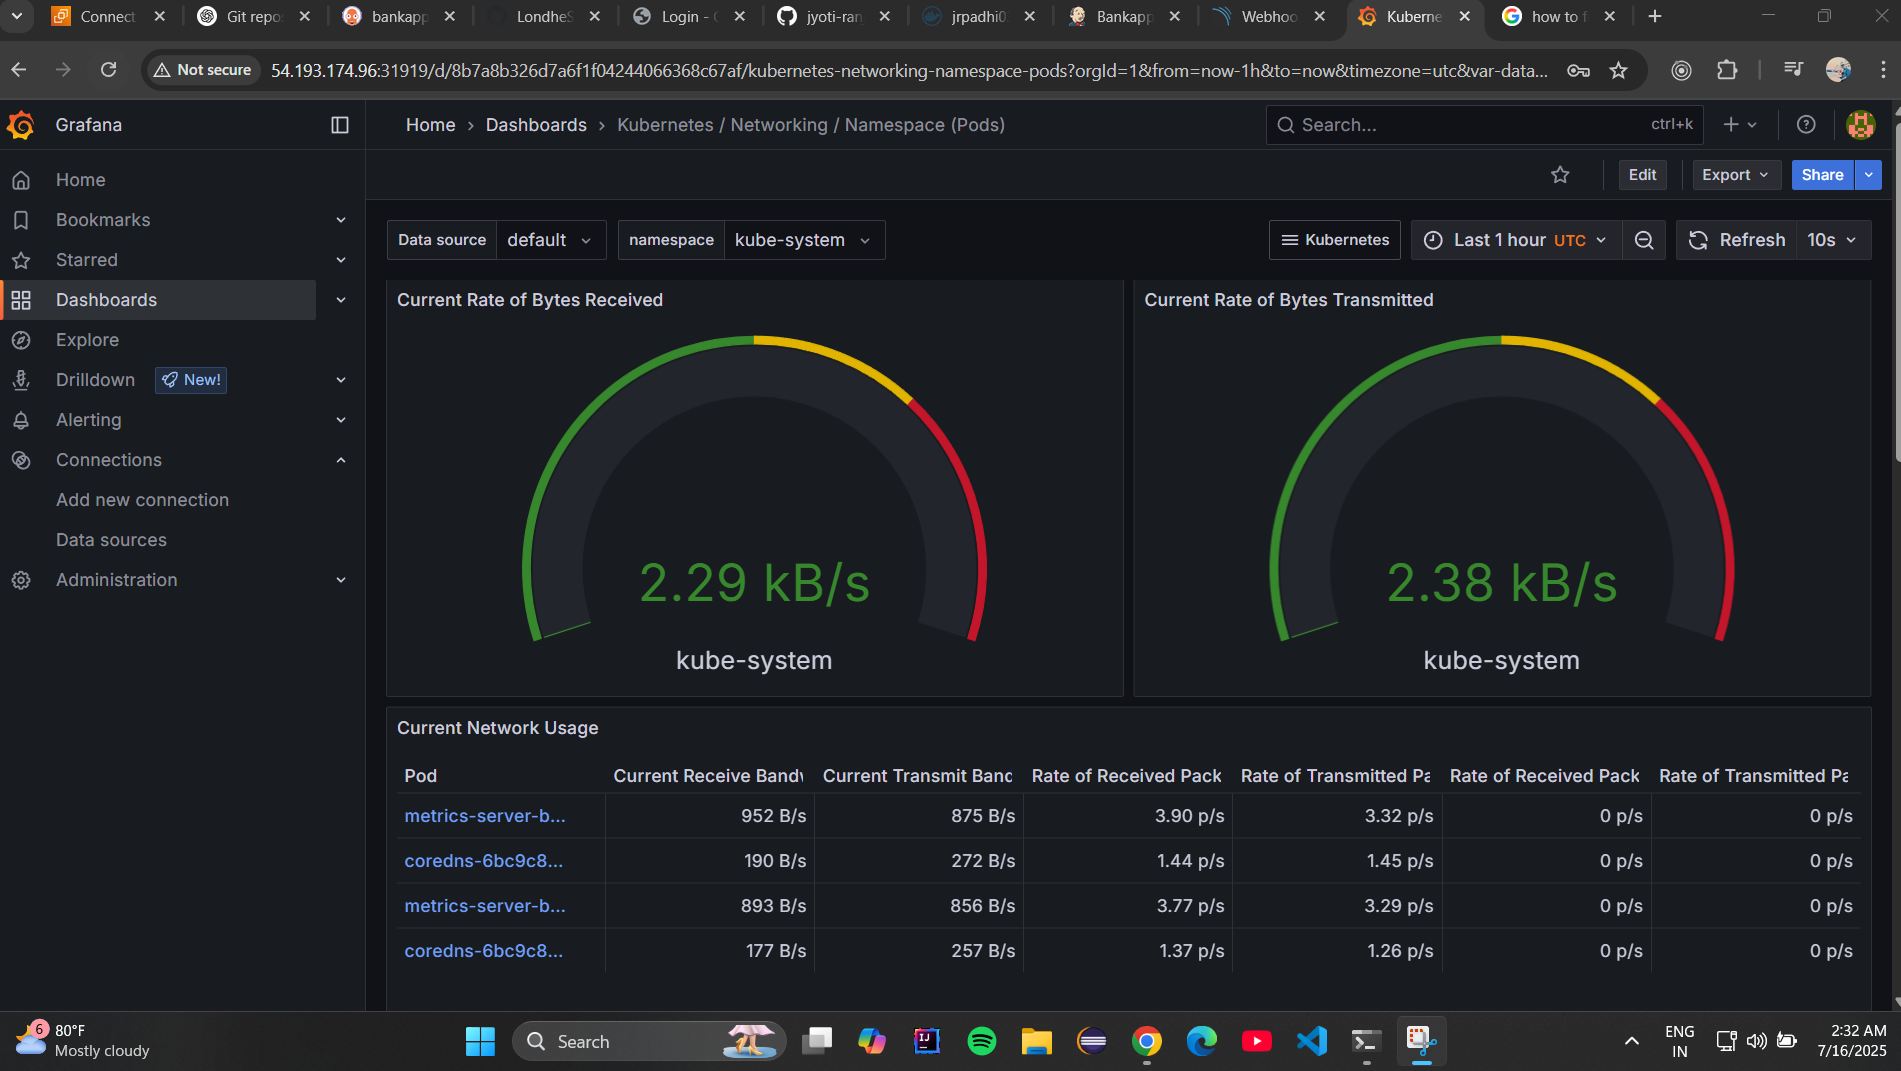 Connect
Git repos
bankapp
LondheS
Login - G
jyoti-ran
jrpadhi0
Bankapp
Webhoo
Kuberne
how to f
Not secure
54.193.174.96:31919/d/8b7a8b326d7a6f1f04244066368c67af/kubernetes-networking-namespace-pods?orgId=1&from=now-1h&to=now&timezone=utc&var-data...
Grafana
Home › Dashboards › Kubernetes / Networking / Namespace (Pods)
Search... ctrl+k
Edit Export Share
Home
Bookmarks
Starred
Dashboards
Explore
Drilldown New!
Alerting
Connections
Add new connection
Data sources
Administration
Data source default namespace kube-system
Kubernetes Last 1 hour UTC Refresh 10s
Current Rate of Bytes Received
2.29 kB/s
kube-system
Current Rate of Bytes Transmitted
2.38 kB/s
kube-system
Current Network Usage
Pod Current Receive Bandw Current Transmit Band Rate of Received Pack Rate of Transmitted Pa Rate of Received Pack Rate of Transmitted Pa
metrics-server-b... 952 B/s 875 B/s 3.90 p/s 3.32 p/s 0 p/s 0 p/s
coredns-6bc9c8... 190 B/s 272 B/s 1.44 p/s 1.45 p/s 0 p/s 0 p/s
metrics-server-b... 893 B/s 856 B/s 3.77 p/s 3.29 p/s 0 p/s 0 p/s
coredns-6bc9c8... 177 B/s 257 B/s 1.37 p/s 1.26 p/s 0 p/s 0 p/s
6
80°F
Mostly cloudy
Search
IJ
ENG
IN
2:32 AM
7/16/2025